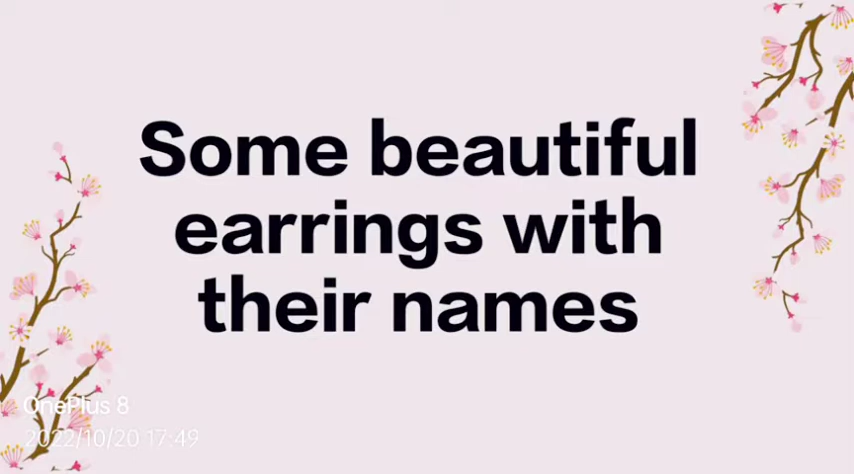 Some beautiful
earrings with
their names
OnePlus 8
2022/10/20 17:49